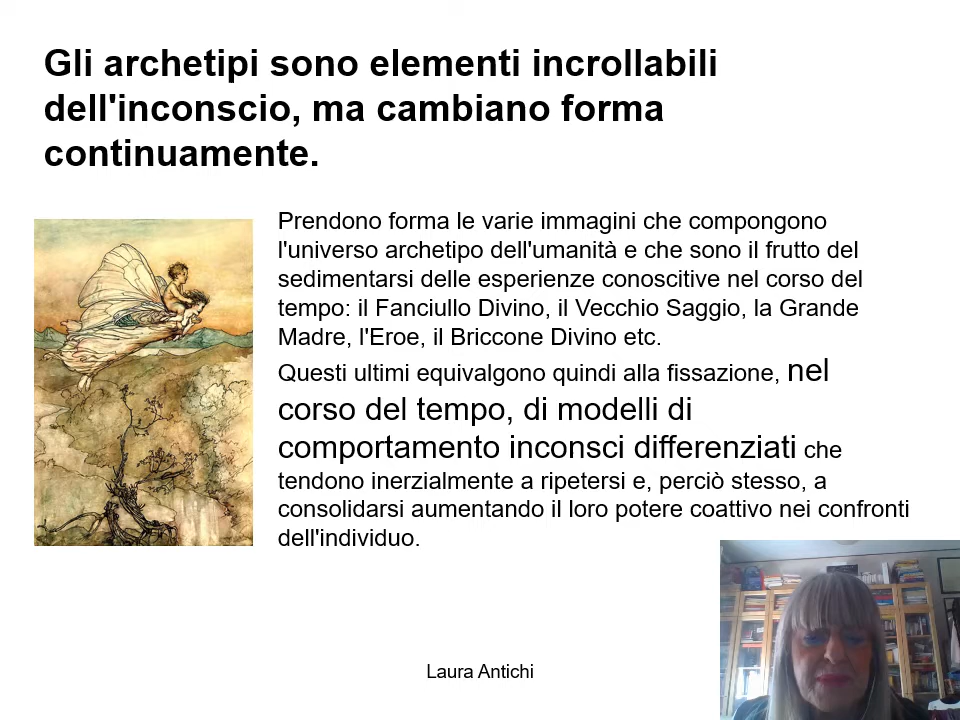 Gli archetipi sono elementi incrollabili
dell'inconscio, ma cambiano forma
continuamente.
Prendono forma le varie immagini che compongono
l'universo archetipo dell'umanità e che sono il frutto del
sedimentarsi delle esperienze conoscitive nel corso del
tempo: il Fanciullo Divino, il Vecchio Saggio, la Grande
Madre, l'Eroe, il Briccone Divino etc.
Questi ultimi equivalgono quindi alla fissazione, nel
corso del tempo, di modelli di
comportamento inconsci differenziati che
tendono inerzialmente a ripetersi e, perciò stesso, a
consolidarsi aumentando il loro potere coattivo nei confronti
dell'individuo.
Laura Antichi